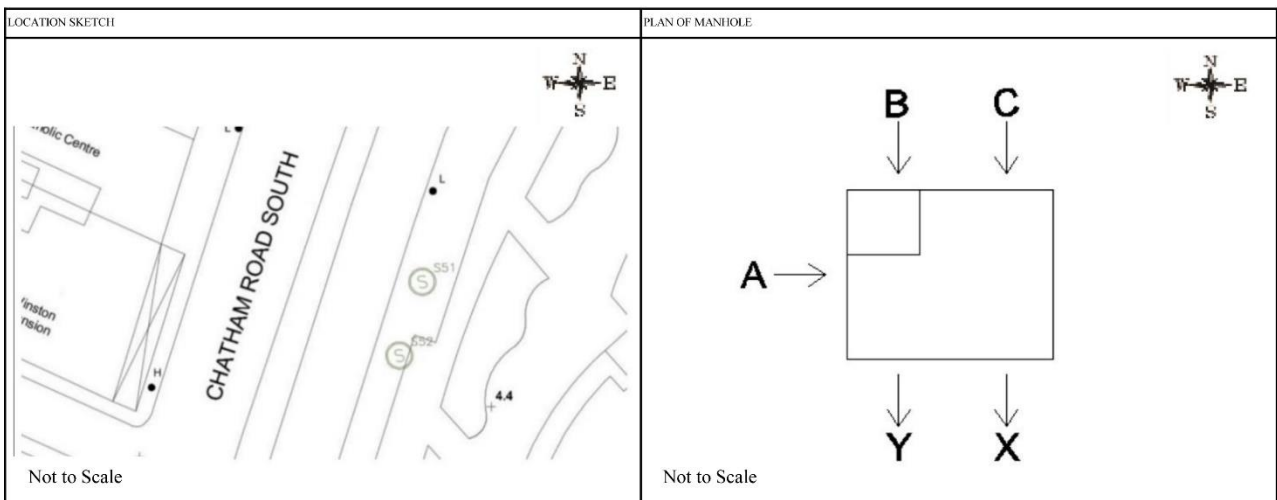 LOCATION SKETCH
PLAN OF MANHOLE
N
W E
S
N
W E
S
olic Centre
L
L
CHATHAM ROAD SOUTH
S51
S52
inston
nsion
H
4.4
Not to Scale
B C
A
Y X
Not to Scale